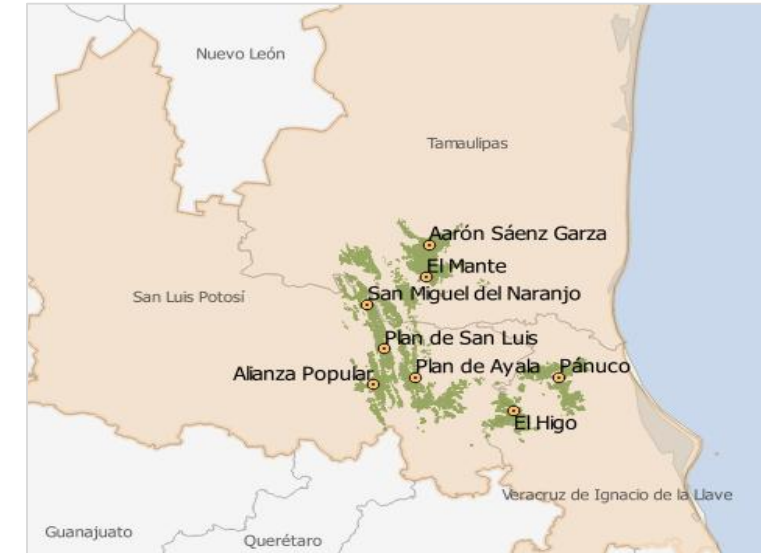 Nuevo León
Tamaulipas
Aarón Sáenz Garza
El Mante
San Luis Potosí
San Miguel del Naranjo
Plan de San Luis
Alianza Popular
Plan de Ayala
Pánuco
El Higo
Veracruz de Ignacio de la Llave
Guanajuato
Querétaro